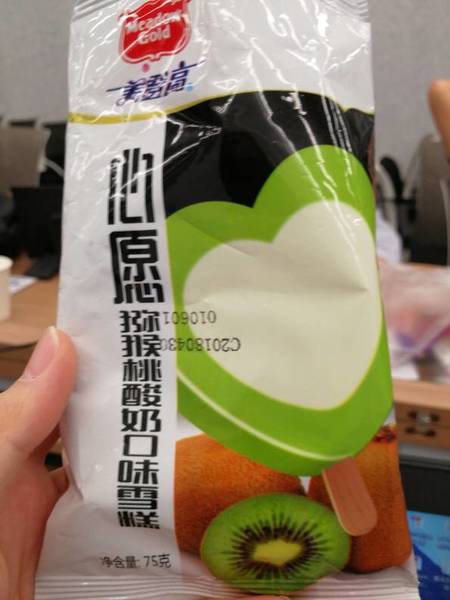 Meadow
Gold
美登高
心愿
猕猴桃酸奶口味雪糕
C20180430
010601
净含量: 75克